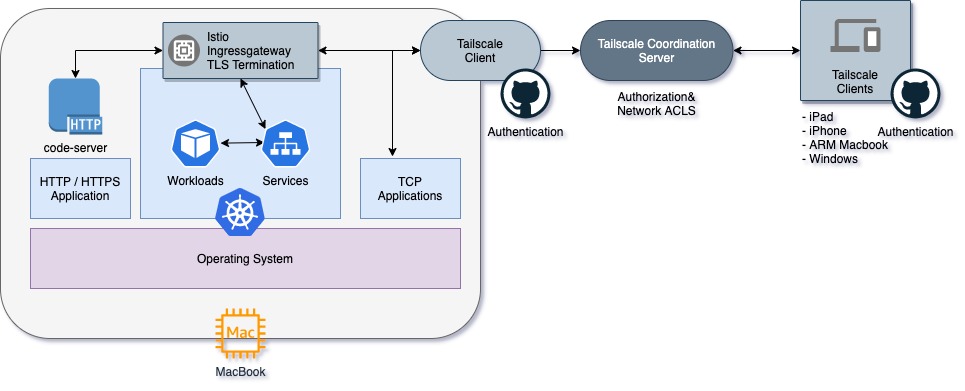 Istio
Ingressgateway
TLS Termination
Tailscale
Client
Tailscale Coordination
Server
Tailscale
Clients
HTTP
code-server
Authentication
Authorization&
Network ACLS
Authentication
- iPad
- iPhone
- ARM Macbook
- Windows
HTTP / HTTPS
Application
Workloads
Services
TCP
Applications
Operating System
Mac
MacBook